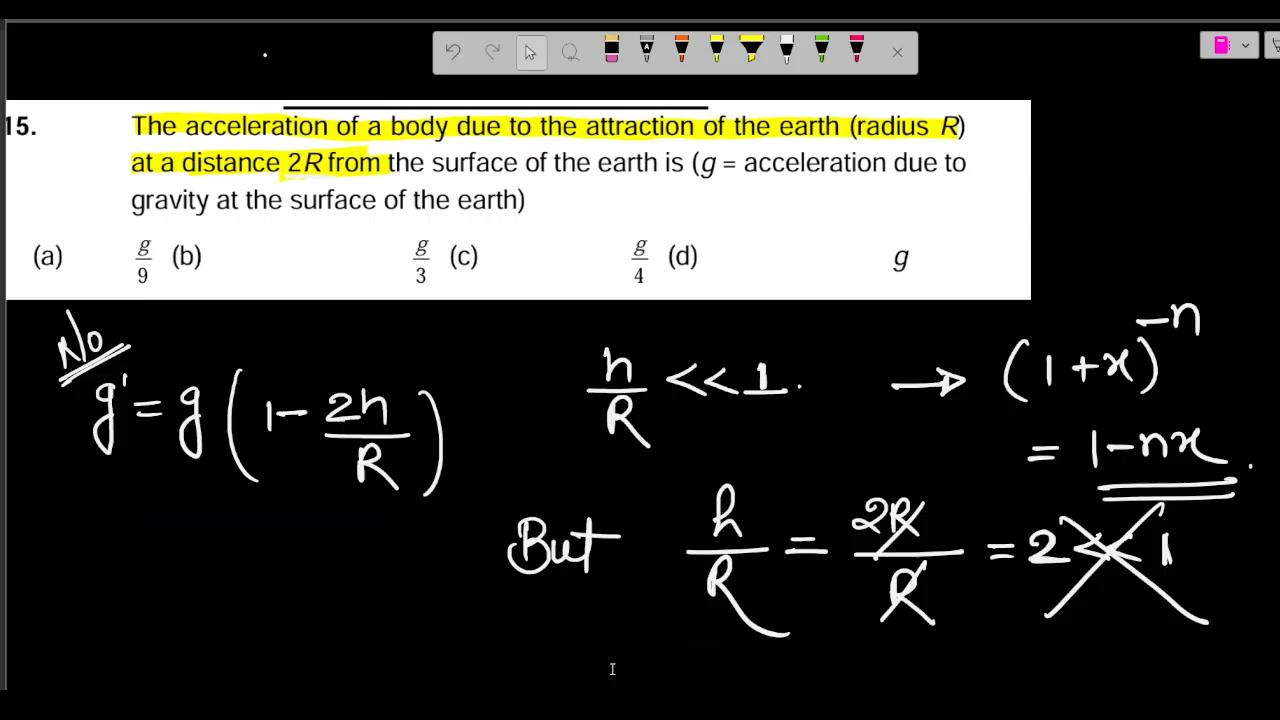 15. The acceleration of a body due to the attraction of the earth (radius R)
at a distance 2R from the surface of the earth is (g = acceleration due to
gravity at the surface of the earth)
(a) g/9 (b) g/3 (c) g/4 (d) g
No
g' = g(1 - 2h/R)
h/R << 1. → (1+x)^-n
= 1-nx.
But h/R = 2R/R = 2 << 1